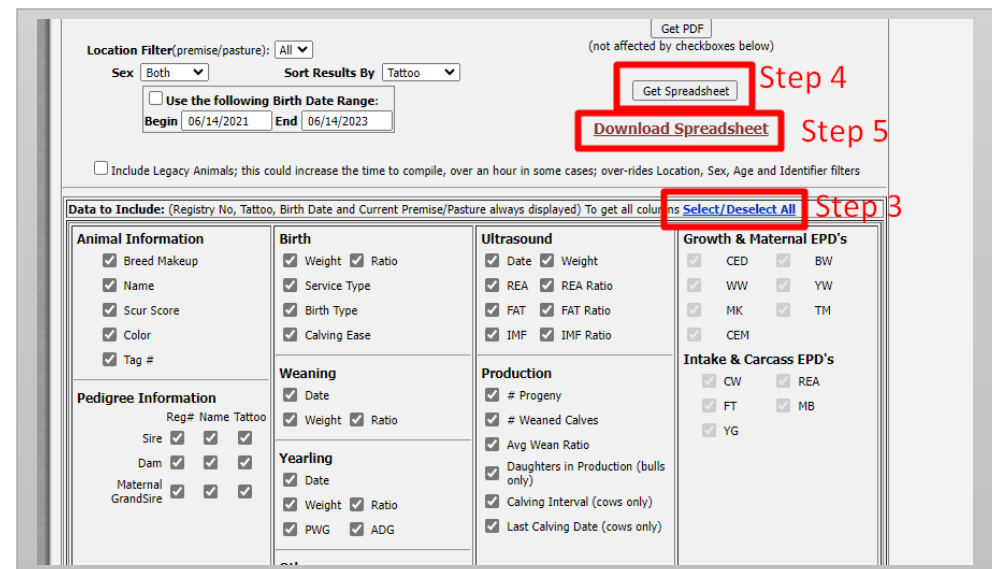 Get PDF
(not affected by checkboxes below)
Location Filter(premise/pasture): All
Sex Both Sort Results By Tattoo
Step 4
Get Spreadsheet
Use the following Birth Date Range:
Begin 06/14/2021 End 06/14/2023
Download Spreadsheet Step 5
Include Legacy Animals; this could increase the time to compile, over an hour in some cases; over-rides Location, Sex, Age and Identifier filters
Data to Include: (Registry No, Tattoo, Birth Date and Current Premise/Pasture always displayed) To get all columns Select/Deselect All Step 3
Animal Information
Breed Makeup
Name
Scur Score
Color
Tag #
Pedigree Information
Reg# Name Tattoo
Sire
Dam
Maternal
GrandSire
Birth
Weight Ratio
Service Type
Birth Type
Calving Ease
Weaning
Date
Weight Ratio
Yearling
Date
Weight Ratio
PWG ADG
Ultrasound
Date Weight
REA REA Ratio
FAT FAT Ratio
IMF IMF Ratio
Production
# Progeny
# Weaned Calves
Avg Wean Ratio
Daughters in Production (bulls
only)
Calving Interval (cows only)
Last Calving Date (cows only)
Growth & Maternal EPD's
CED BW
WW YW
MK TM
CEM
Intake & Carcass EPD's
CW REA
FT MB
YG